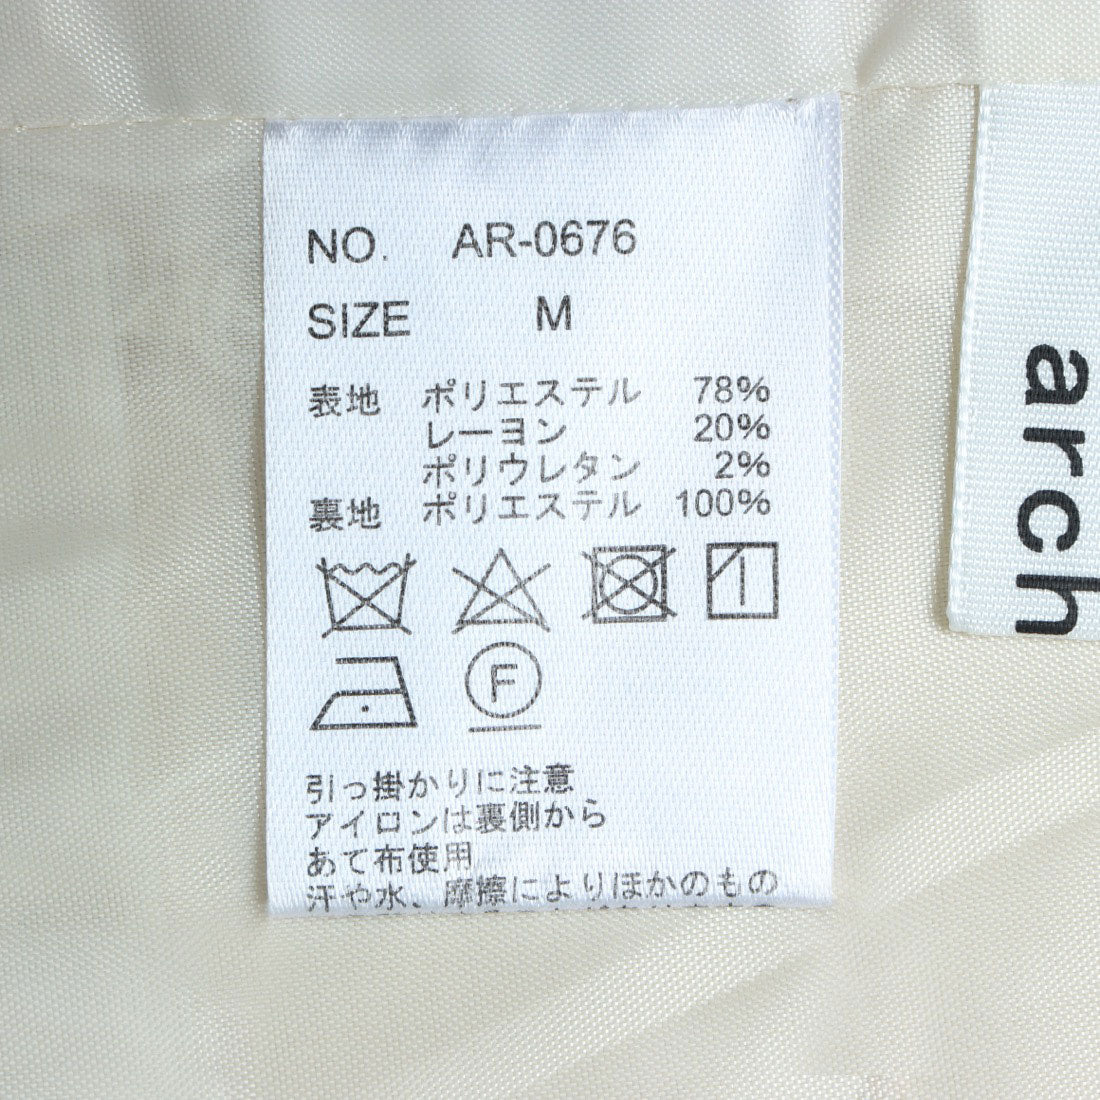 NO. AR-0676
SIZE M
表地 ポリエステル 78%
レーヨン 20%
ポリウレタン 2%
裏地 ポリエステル 100%
F
引っ掛かりに注意
アイロンは裏側から
あて布使用
汗や水、摩擦によりほかのもの
arch